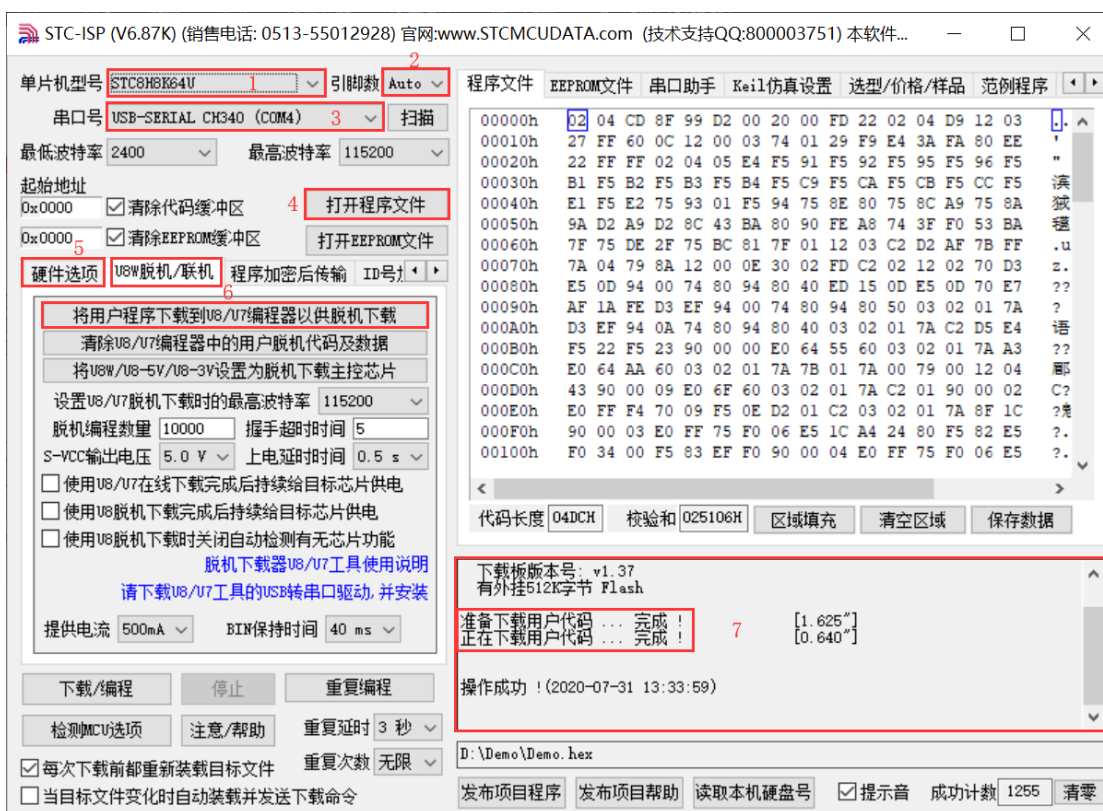 STC-ISP (V6.87K) (销售电话: 0513-55012928) 官网:www.STCMCUDATA.com (技术支持QQ:800003751) 本软件...
单片机型号 STC8H8K64U 1 引脚数 Auto 2
串口号 USB-SERIAL CH340 (COM4) 3 扫描
最低波特率 2400 最高波特率 115200
起始地址
0x0000 清除代码缓冲区 4 打开程序文件
0x0000 清除EEPROM缓冲区 打开EEPROM文件
5
硬件选项 U8W脱机/联机 程序加密后传输 ID号
6
将用户程序下载到U8/U7编程器以供脱机下载
清除U8/U7编程器中的用户脱机代码及数据
将U8W/U8-5V/U8-3V设置为脱机下载主控芯片
设置U8/U7脱机下载时的最高波特率 115200
脱机编程数量 10000 握手超时时间 5
S-VCC输出电压 5.0 V 上电延时时间 0.5 s
使用U8/U7在线下载完成后持续给目标芯片供电
使用U8脱机下载完成后持续给目标芯片供电
使用U8脱机下载时关闭自动检测有无芯片功能
脱机下载器U8/U7工具使用说明
请下载U8/U7工具的USB转串口驱动,并安装
提供电流 500mA BIN保持时间 40 ms
下载/编程 停止 重复编程
检测MCU选项 注意/帮助 重复延时 3 秒
每次下载前都重新装载目标文件 重复次数 无限
当目标文件变化时自动装载并发送下载命令
程序文件 EEPROM文件 串口助手 Keil仿真设置 选型/价格/样品 范例程序
00000h 02 04 CD 8F 99 D2 00 20 00 FD 22 02 04 D9 12 03 ..
00010h 27 FF 60 0C 12 00 03 74 01 29 F9 E4 3A FA 80 EE '
00020h 22 FF FF 02 04 05 E4 F5 91 F5 92 F5 95 F5 96 F5 "
00030h B1 F5 B2 F5 B3 F5 B4 F5 C9 F5 CA F5 CB F5 CC F5 滨
00040h E1 F5 E2 75 93 01 F5 94 75 8E 80 75 8C A9 75 8A
00050h 9A D2 A9 D2 8C 43 BA 80 90 FE A8 74 3F F0 53 BA
00060h 7F 75 DE 2F 75 BC 81 7F 01 12 03 C2 D2 AF 7B FF .u
00070h 7A 04 79 8A 12 00 0E 30 02 FD C2 02 12 02 70 D3 z.
00080h E5 0D 94 00 74 80 94 80 40 ED 15 0D E5 0D 70 E7 ??
00090h AF 1A FE D3 EF 94 00 74 80 94 80 50 03 02 01 7A ?
000A0h D3 EF 94 0A 74 80 94 80 40 03 02 01 7A C2 D5 E4 语
000B0h F5 22 F5 23 90 00 00 E0 64 55 60 03 02 01 7A A3 ??
000C0h E0 64 AA 60 03 02 01 7A 7B 01 7A 00 79 00 12 04
000D0h 43 90 00 09 E0 6F 60 03 02 01 7A C2 01 90 00 02 C?
000E0h E0 FF F4 70 09 F5 0E D2 01 C2 03 02 01 7A 8F 1C
000F0h 90 00 03 E0 FF 75 F0 06 E5 1C A4 24 80 F5 82 E5 ?.
00100h F0 34 00 F5 83 EF F0 90 00 04 E0 FF 75 F0 06 E5 ?.
代码长度 04DCH 校验和 025106H 区域填充 清空区域 保存数据
下载板版本号: v1.37
有外挂512K字节 Flash
准备下载用户代码 ... 完成 ! [1.625"]
正在下载用户代码 ... 完成 ! [0.640"]
7
操作成功 !(2020-07-31 13:33:59)
D:\Demo\Demo.hex
发布项目程序 发布项目帮助 读取本机硬盘号 提示音 成功计数 1255 清零